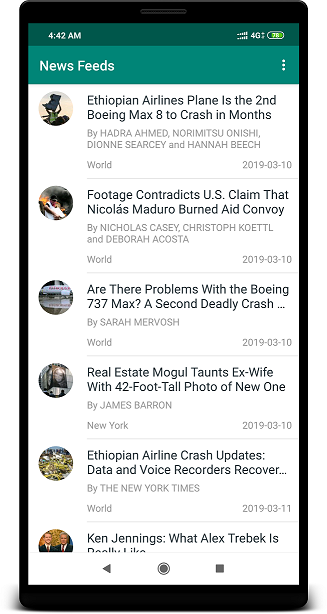 4:42 AM 4G 78
News Feeds
Ethiopian Airlines Plane Is the 2nd
Boeing Max 8 to Crash in Months
By HADRA AHMED, NORIMITSU ONISHI,
DIONNE SEARCEY and HANNAH BEECH
World 2019-03-10
Footage Contradicts U.S. Claim That
Nicolás Maduro Burned Aid Convoy
By NICHOLAS CASEY, CHRISTOPH KOETTL
and DEBORAH ACOSTA
World 2019-03-10
Are There Problems With the Boeing
737 Max? A Second Deadly Crash ...
By SARAH MERVOSH
World 2019-03-10
Real Estate Mogul Taunts Ex-Wife
With 42-Foot-Tall Photo of New One
By JAMES BARRON
New York 2019-03-10
Ethiopian Airline Crash Updates:
Data and Voice Recorders Recover...
By THE NEW YORK TIMES
World 2019-03-11
Ken Jennings: What Alex Trebek Is
Really Like